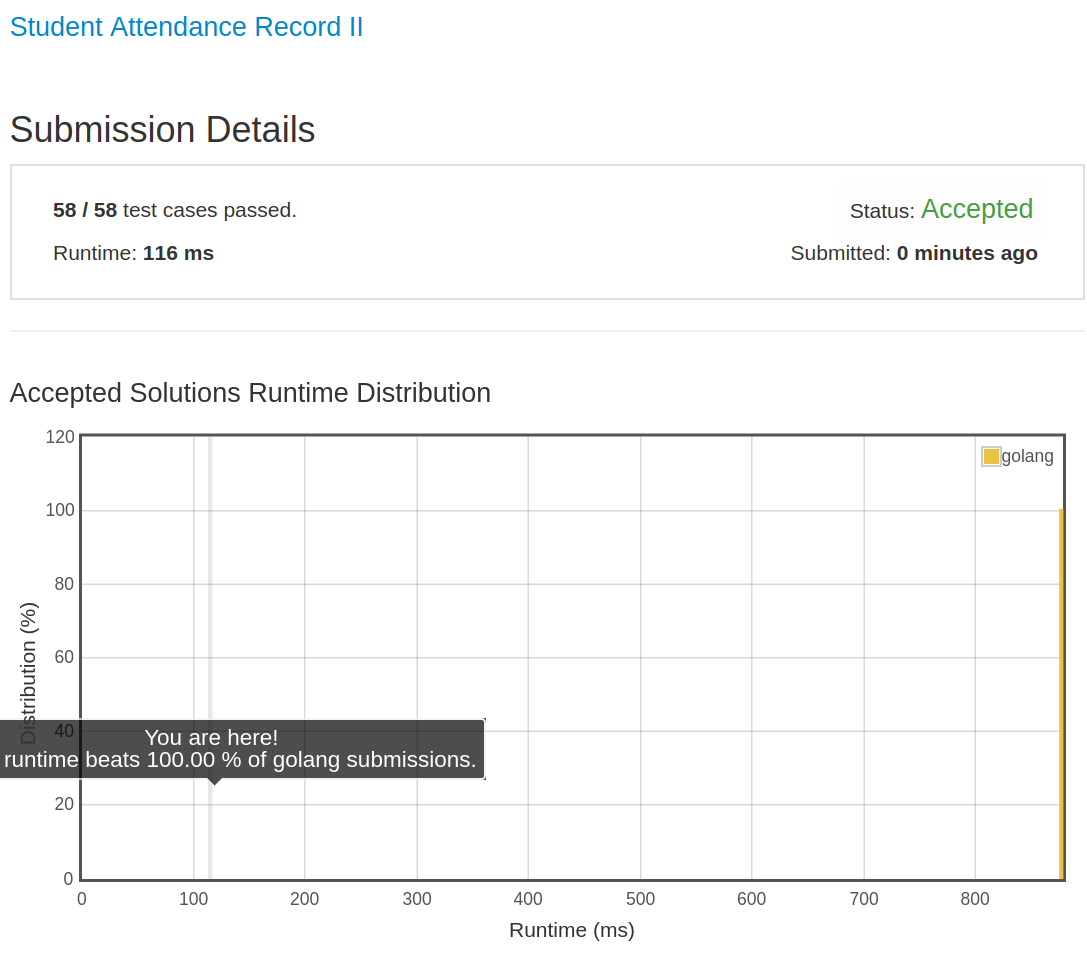 Student Attendance Record II
Submission Details
58 / 58 test cases passed.
Status: Accepted
Runtime: 116 ms
Submitted: 0 minutes ago
Accepted Solutions Runtime Distribution
golang
120
100
80
60
40
20
0
Distribution (%)
You are here!
runtime beats 100.00 % of golang submissions.
0 100 200 300 400 500 600 700 800
Runtime (ms)